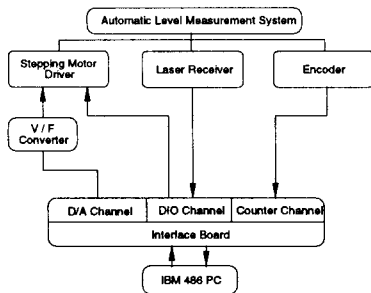 Automatic Level Measurement System
Stepping Motor
Driver
Laser Receiver
Encoder
V / F
Converter
D/A Channel
DIO Channel
Counter Channel
Interface Board
IBM 486 PC